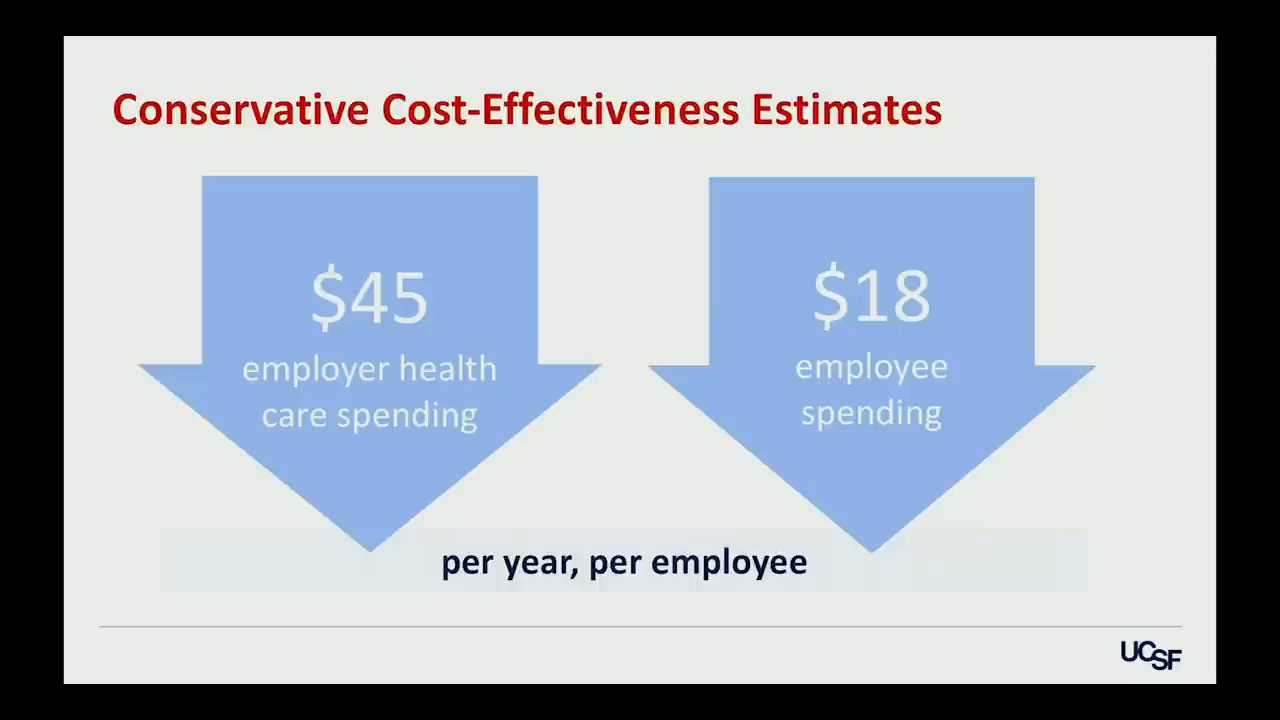 Conservative Cost-Effectiveness Estimates
$45
employer health
care spending
$18
employee
spending
per year, per employee
UCSF